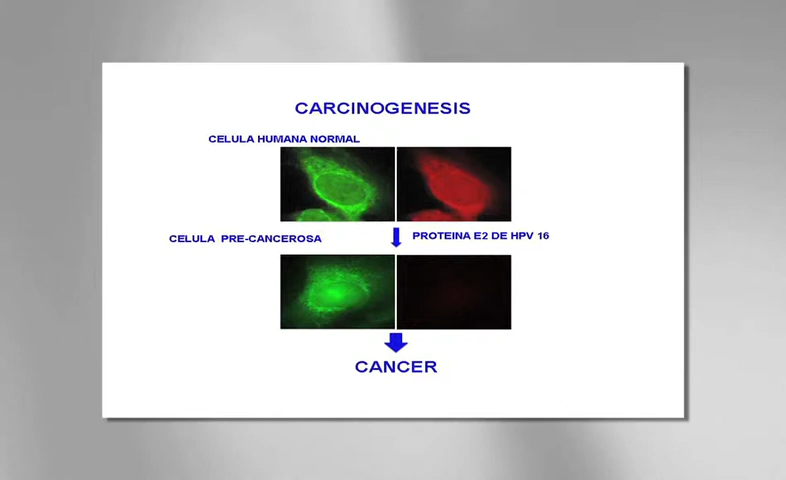 CARCINOGENESIS
CELULA HUMANA NORMAL
CELULA PRE-CANCEROSA
PROTEINA E2 DE HPV 16
CANCER